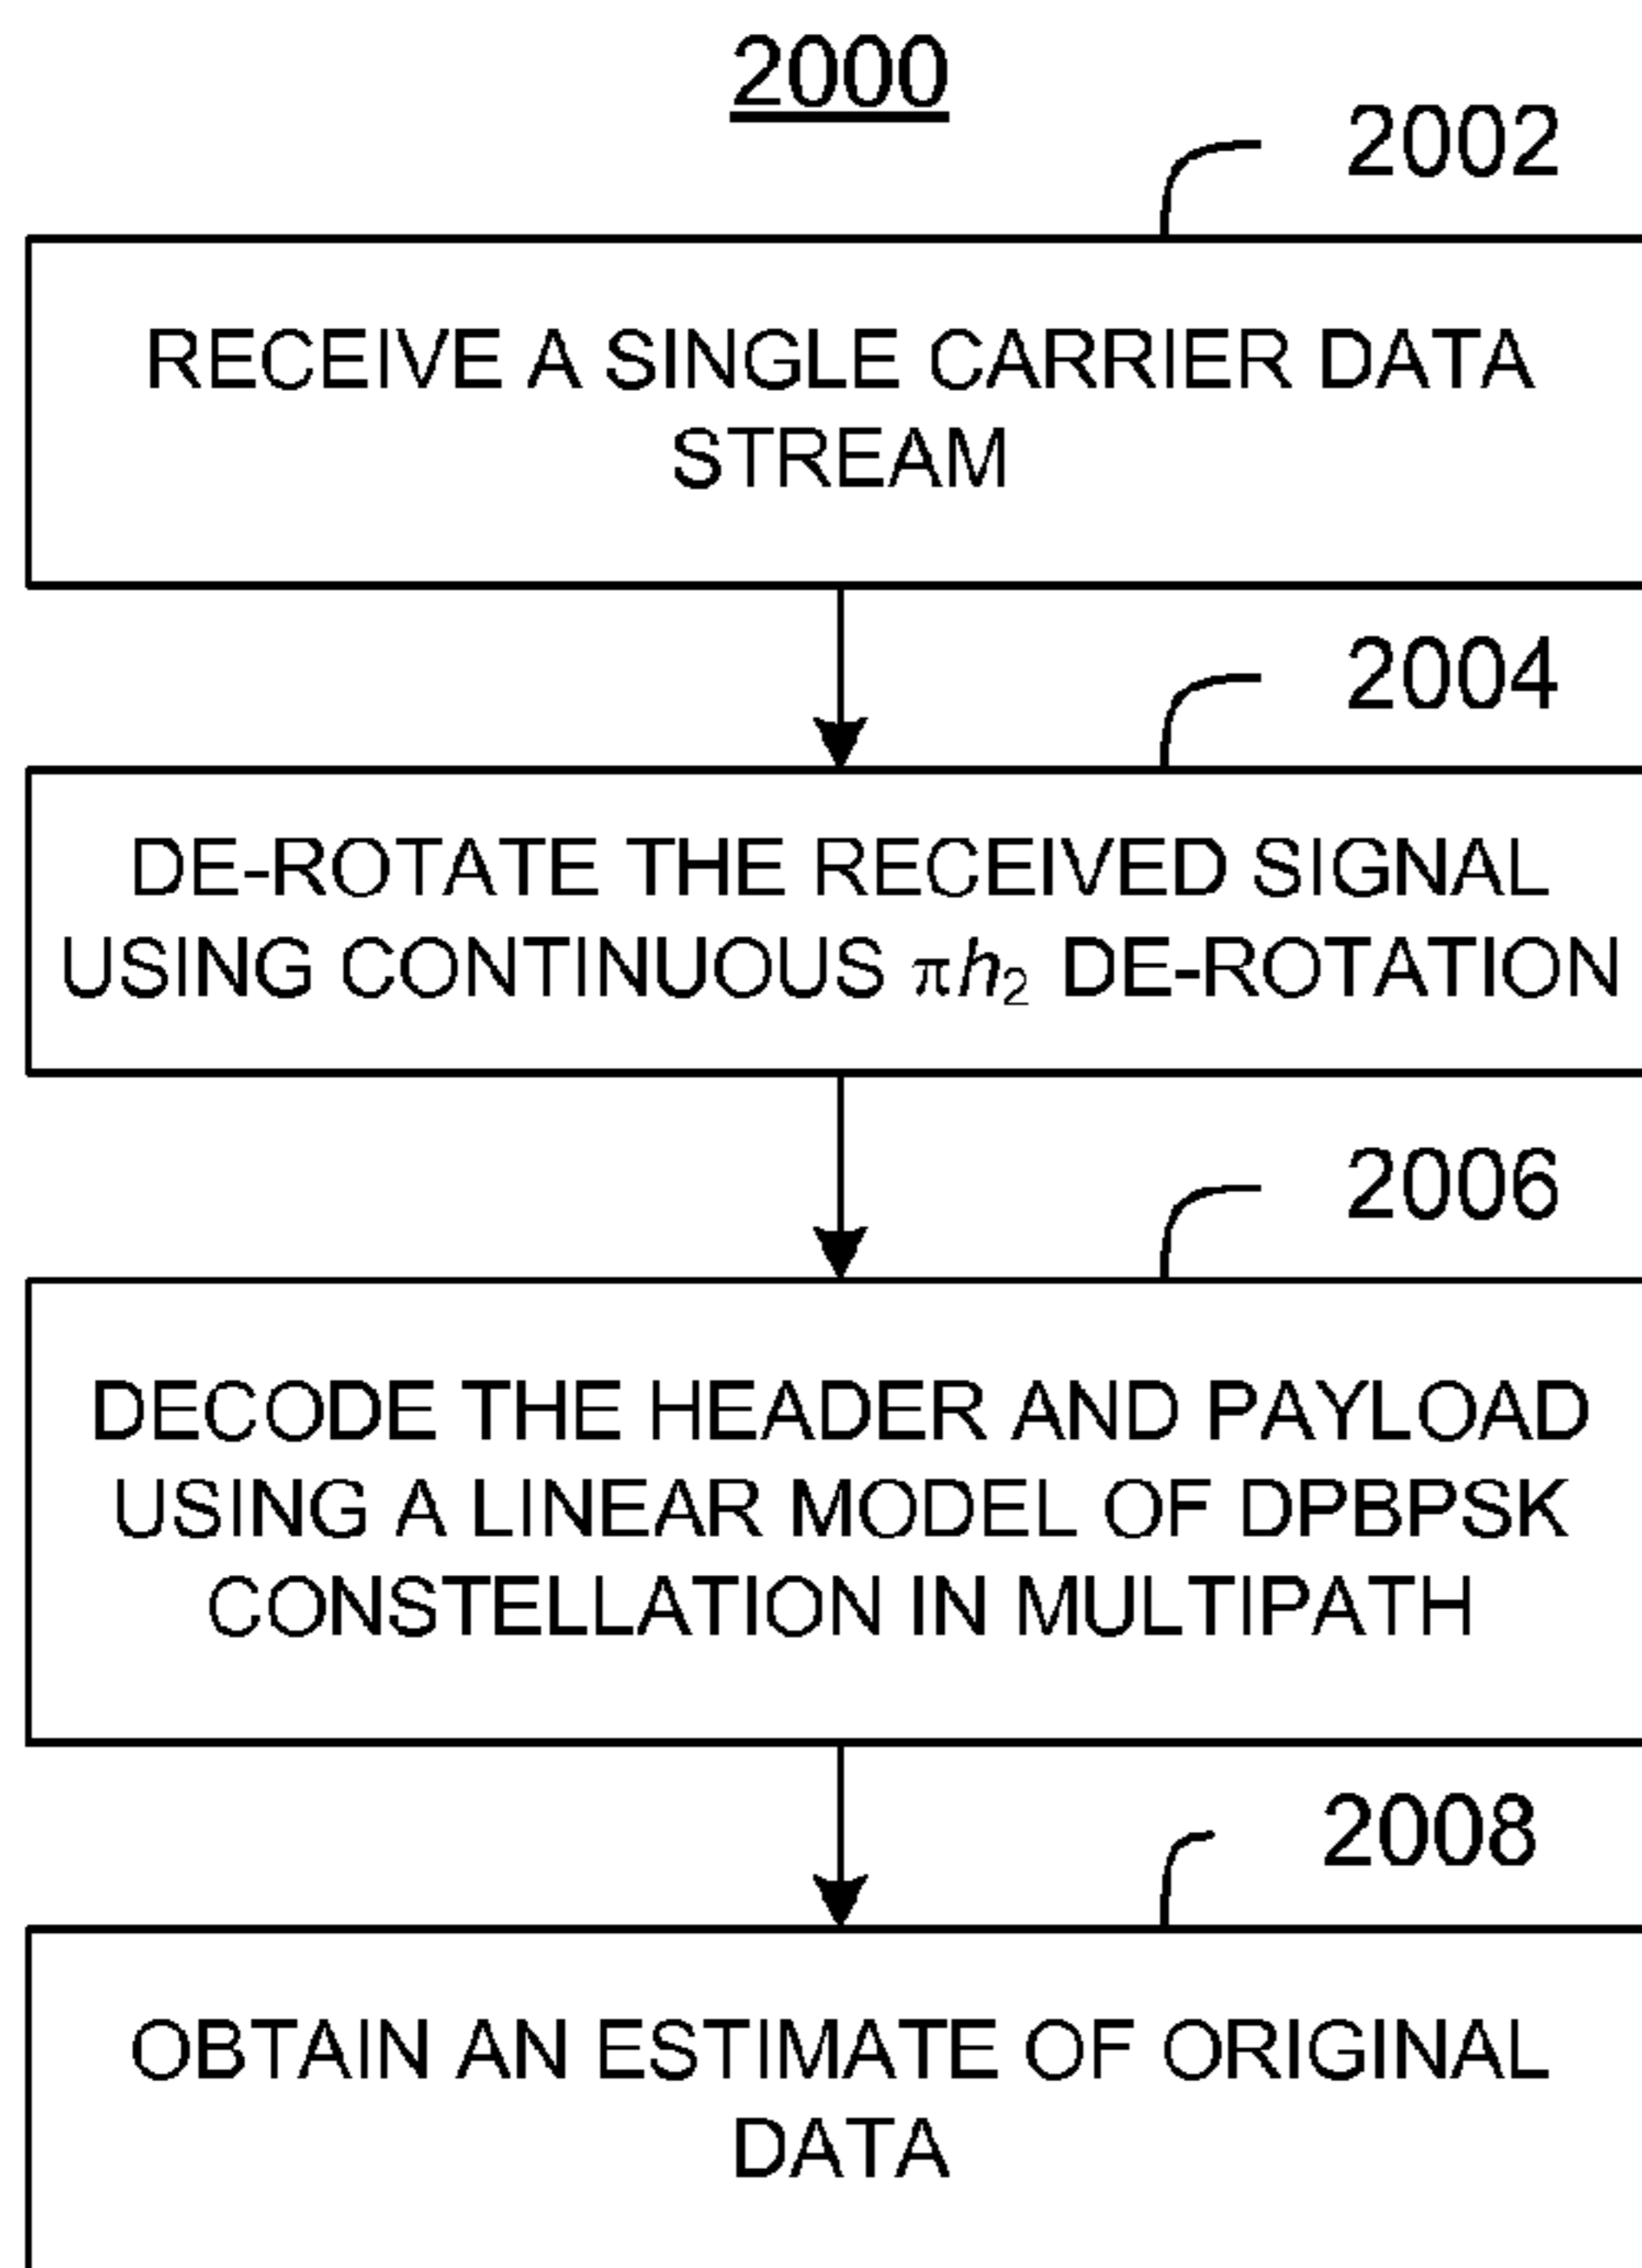 2000
2002
RECEIVE A SINGLE CARRIER DATA
STREAM
2004
DE-ROTATE THE RECEIVED SIGNAL
USING CONTINUOUS πh₂ DE-ROTATION
2006
DECODE THE HEADER AND PAYLOAD
USING A LINEAR MODEL OF DPBPSK
CONSTELLATION IN MULTIPATH
2008
OBTAIN AN ESTIMATE OF ORIGINAL
DATA